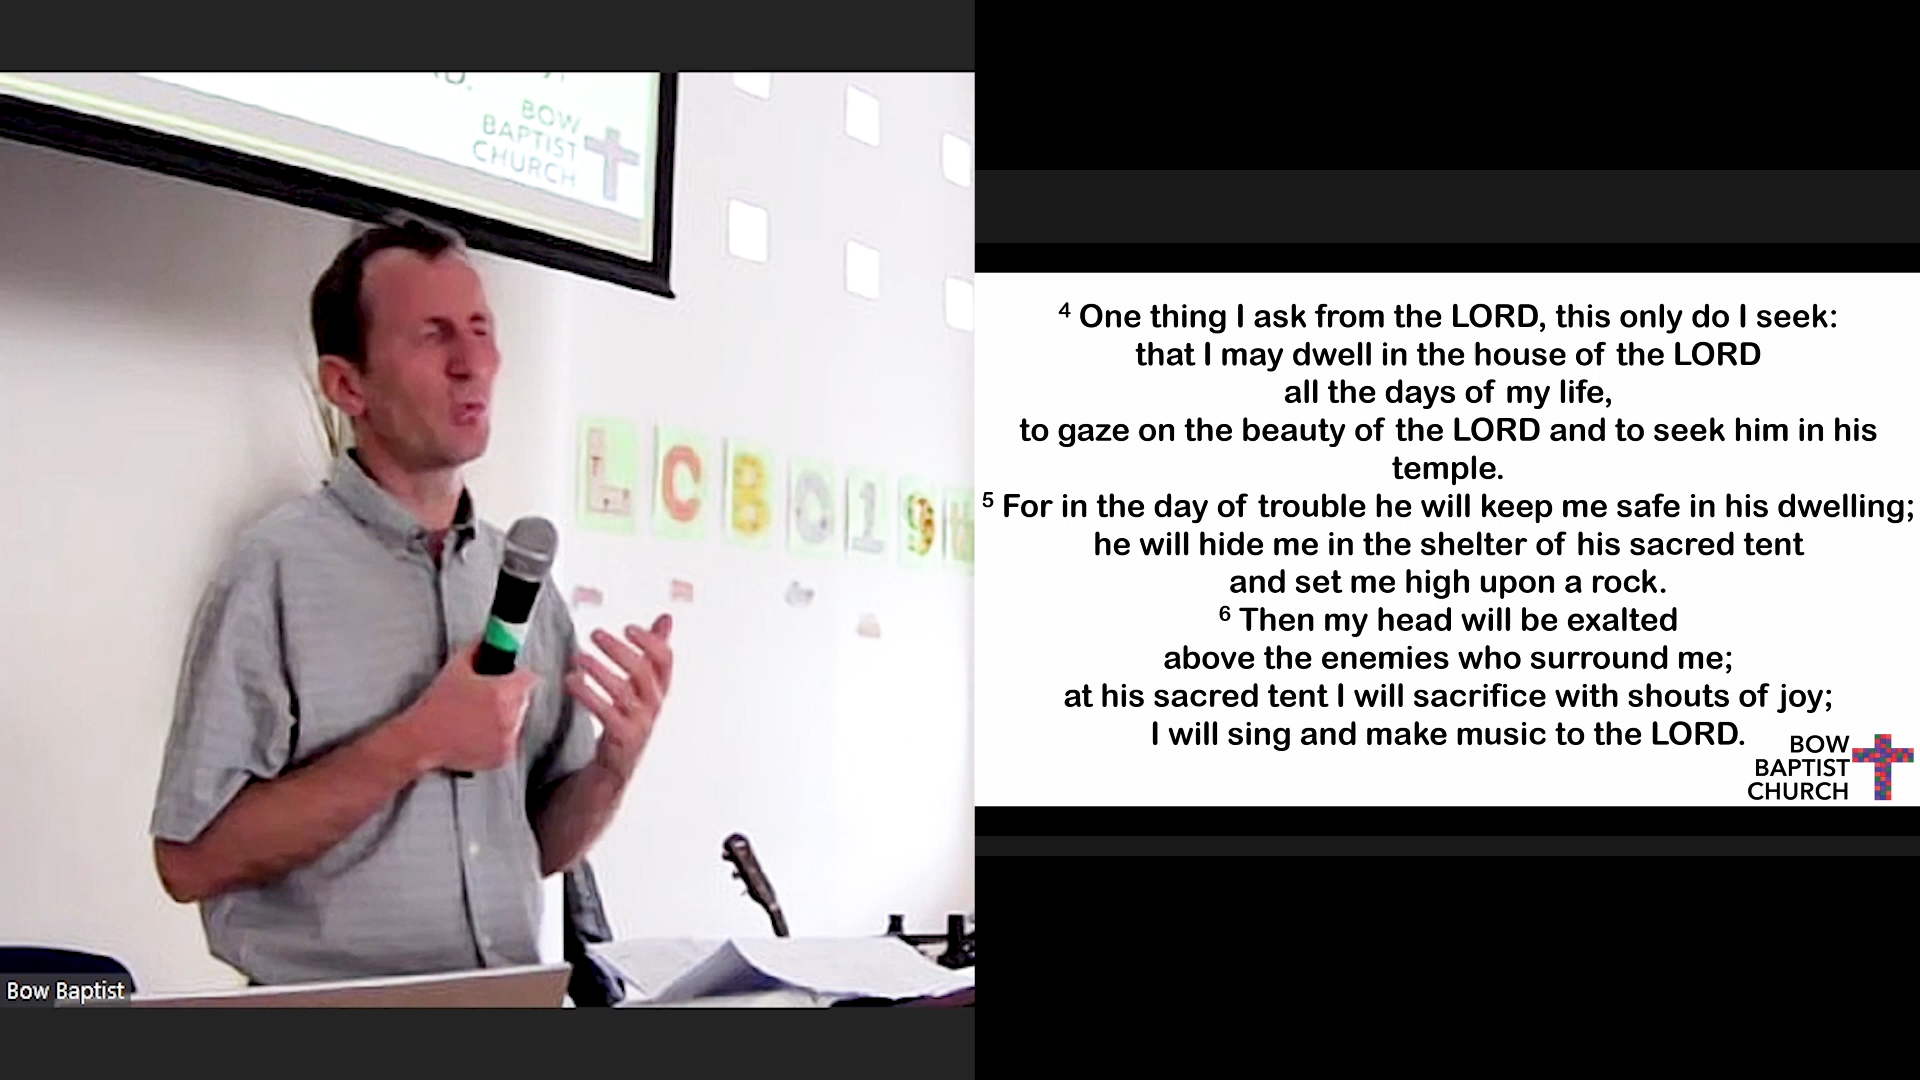 BOW
BAPTIST
CHURCH
L C B O 1 9
Bow Baptist
4 One thing I ask from the LORD, this only do I seek:
that I may dwell in the house of the LORD
all the days of my life,
to gaze on the beauty of the LORD and to seek him in his
temple.
5 For in the day of trouble he will keep me safe in his dwelling;
he will hide me in the shelter of his sacred tent
and set me high upon a rock.
6 Then my head will be exalted
above the enemies who surround me;
at his sacred tent I will sacrifice with shouts of joy;
I will sing and make music to the LORD.
BOW
BAPTIST
CHURCH